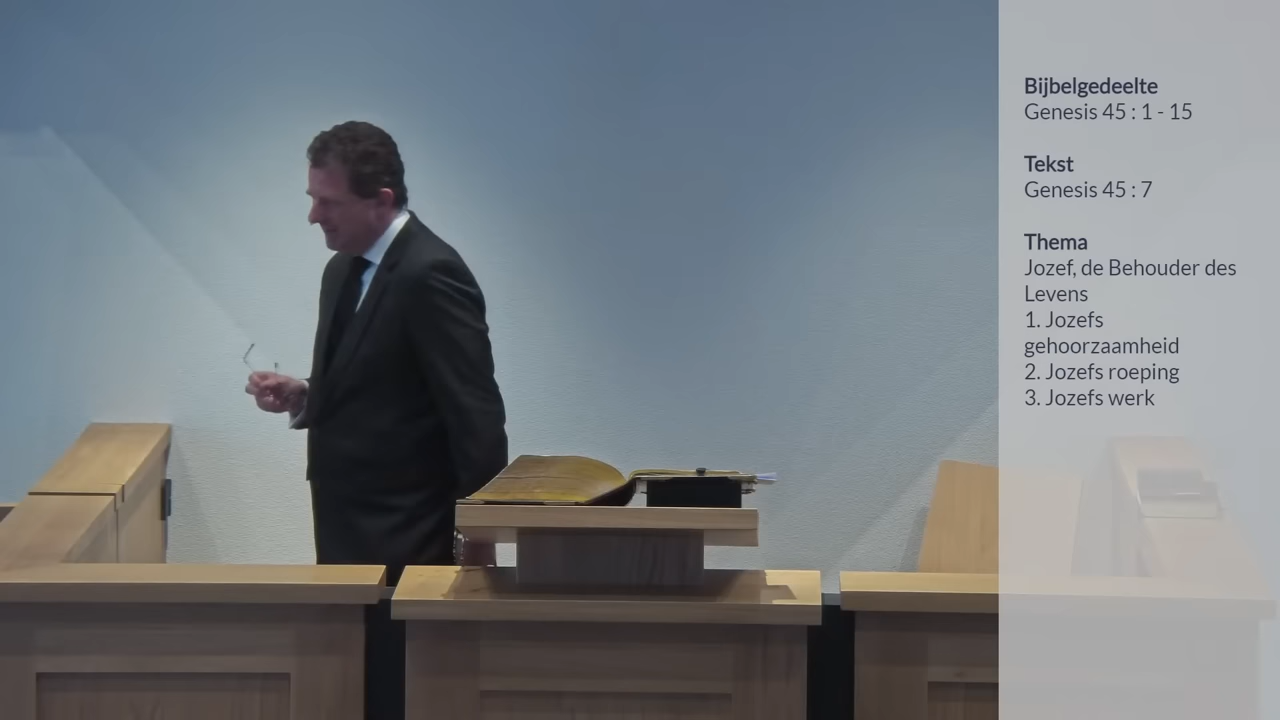 Bijbelgedeelte
Genesis 45 : 1 - 15
Tekst
Genesis 45 : 7
Thema
Jozef, de Behouder des
Levens
1. Jozefs
gehoorzaamheid
2. Jozefs roeping
3. Jozefs werk